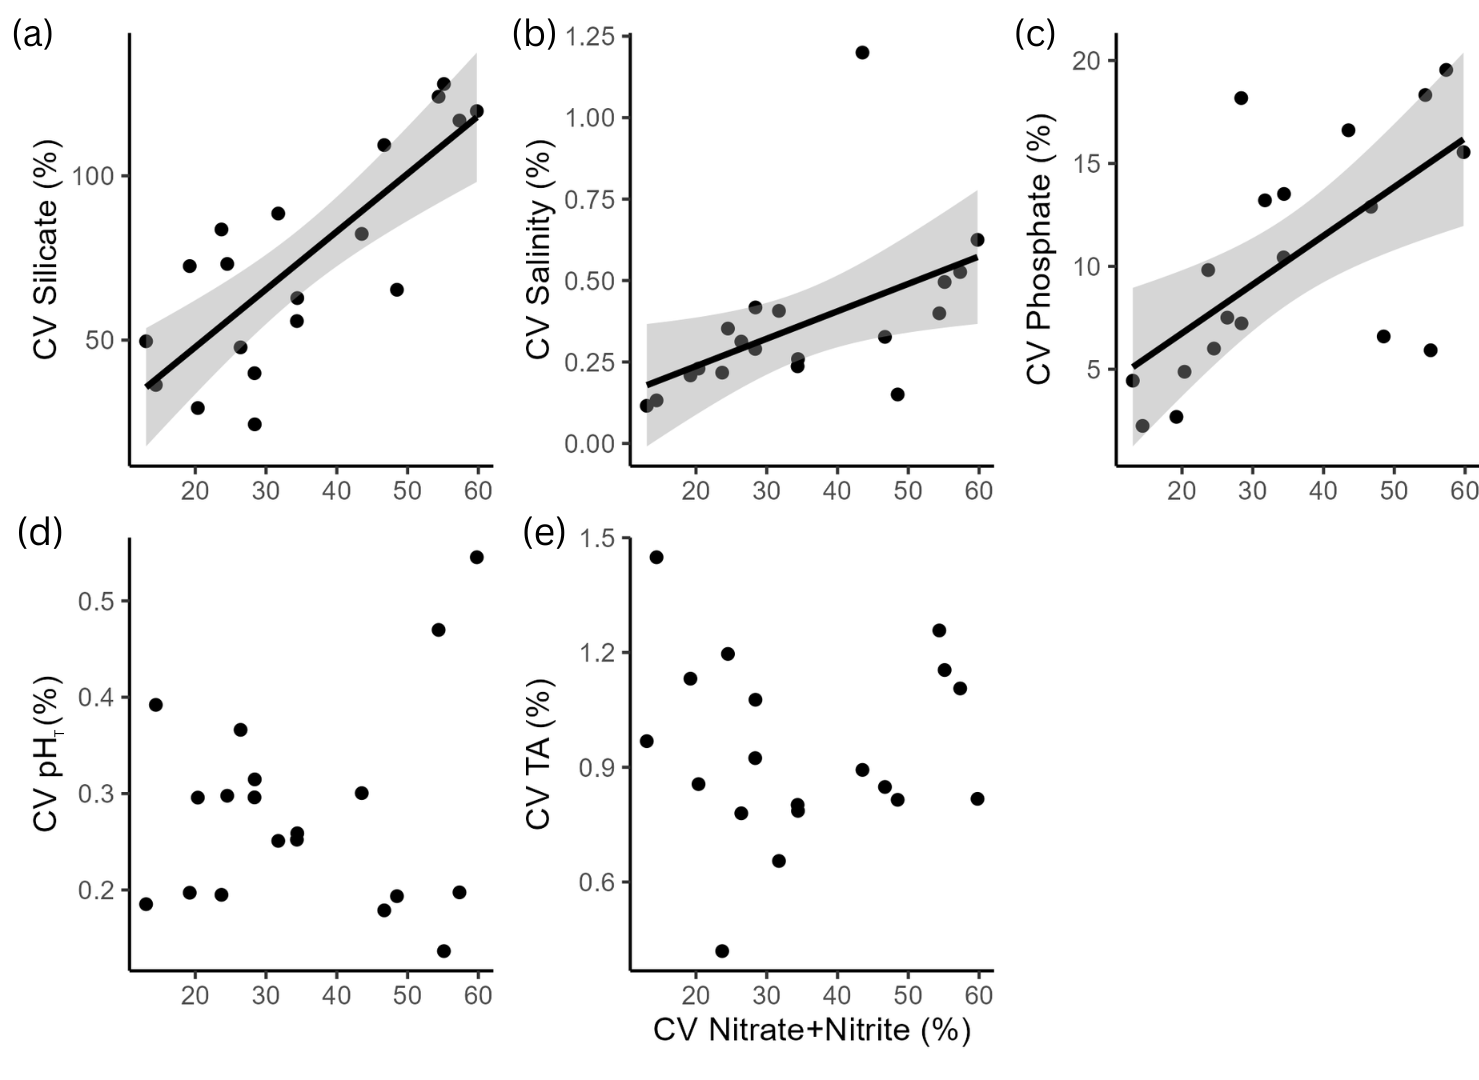 (a)
CV Silicate (%)
100
50
20 30 40 50 60
(b)
CV Salinity (%)
1.25
1.00
0.75
0.50
0.25
0.00
20 30 40 50 60
(c)
CV Phosphate (%)
20
15
10
5
20 30 40 50 60
(d)
CV pHT (%)
0.5
0.4
0.3
0.2
20 30 40 50 60
(e)
CV TA (%)
1.5
1.2
0.9
0.6
20 30 40 50 60
CV Nitrate+Nitrite (%)